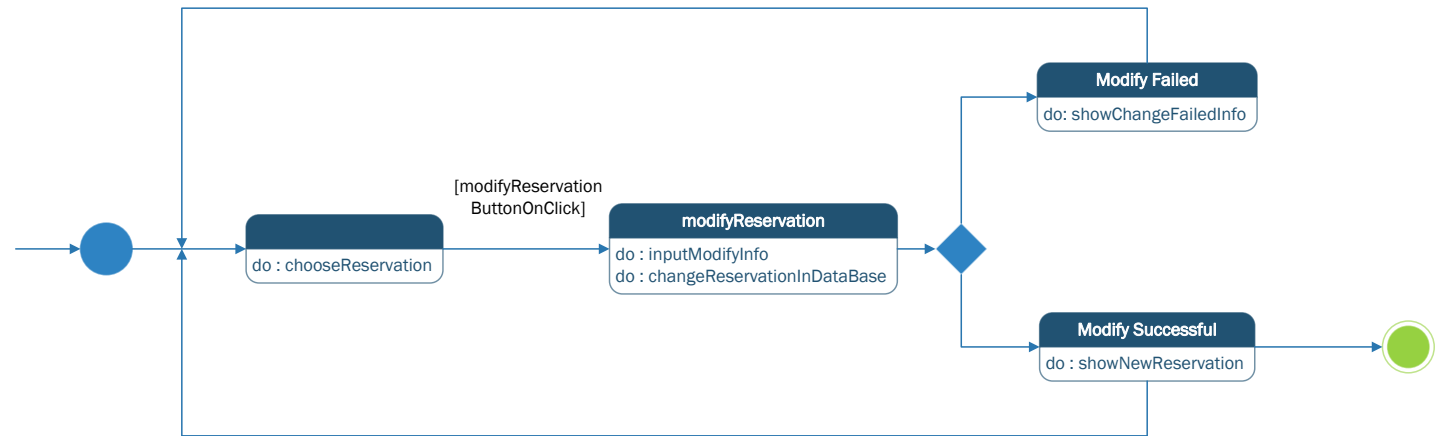 Modify Failed
do: showChangeFailedInfo
[modifyReservation
ButtonOnClick]
modifyReservation
do : inputModifyInfo
do : changeReservationInDataBase
do : chooseReservation
Modify Successful
do : showNewReservation